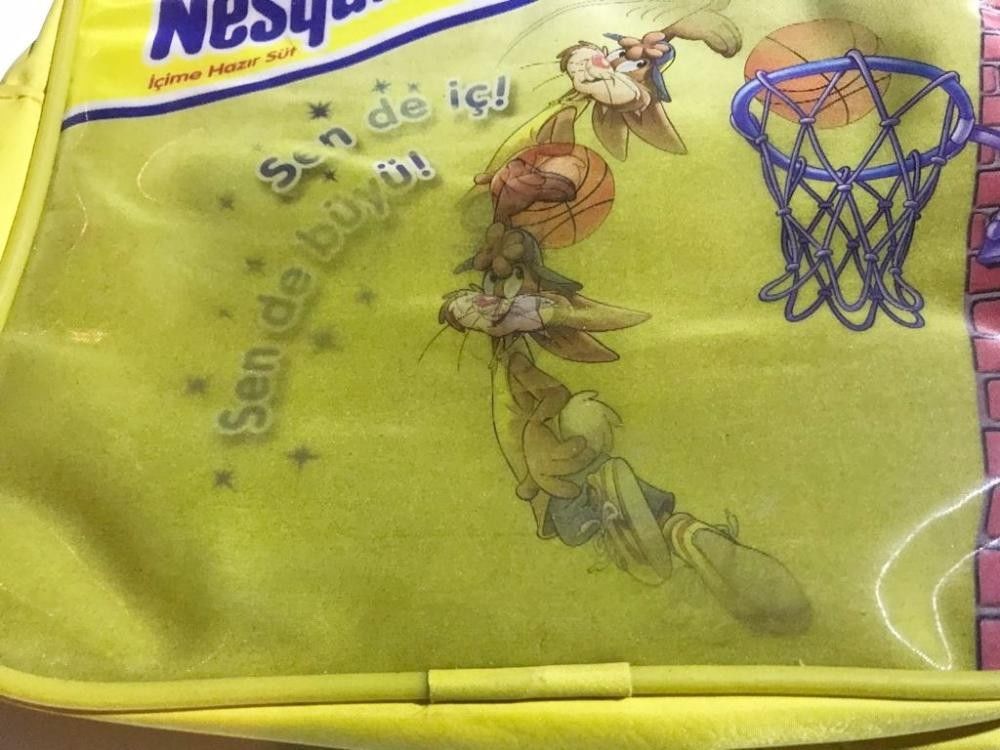 Nesqu
İçime Hazır Süt
Sen de iç!
Sen de büyü!